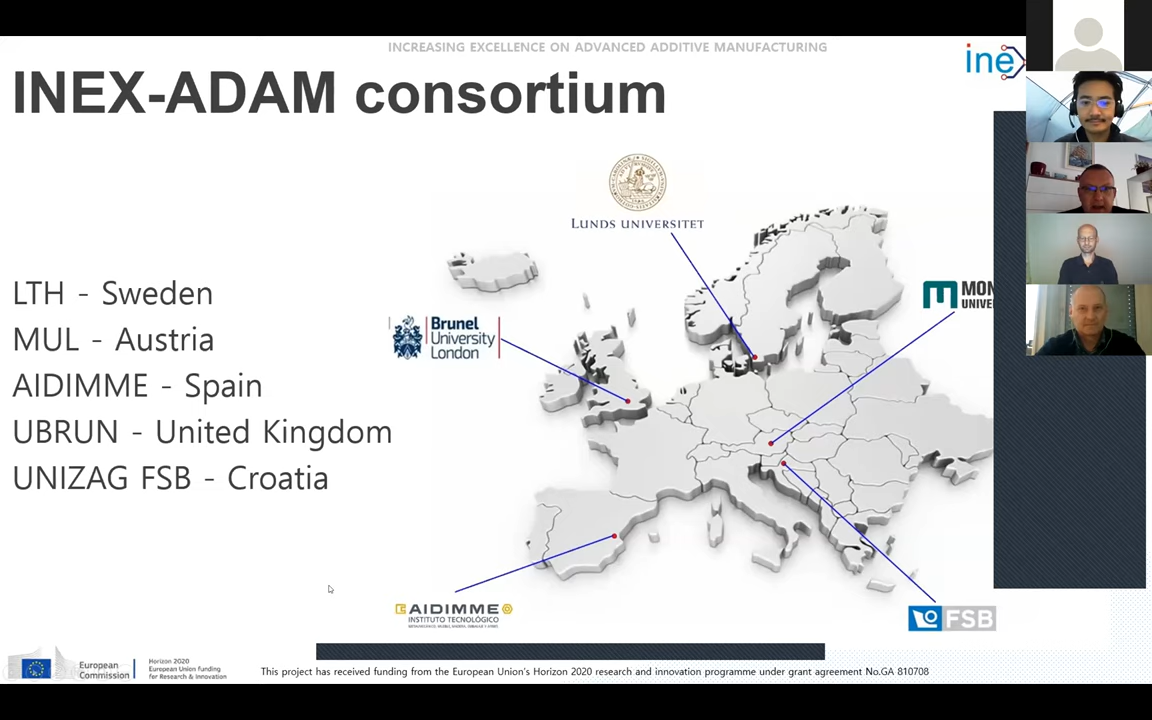 INCREASING EXCELLENCE ON ADVANCED ADDITIVE MANUFACTURING
ine
INEX-ADAM consortium
LUNDS UNIVERSITET
LTH - Sweden
MUL - Austria
AIDIMME - Spain
UBRUN - United Kingdom
UNIZAG FSB - Croatia
Brunel
University
London
MON
UNIVE
AIDIMME
INSTITUTO TECNOLÓGICO
FSB
European
Commission
Horizon 2020
European Union funding
for Research & Innovation
This project has received funding from the European Union's Horizon 2020 research and innovation programme under grant agreement No.GA 810708